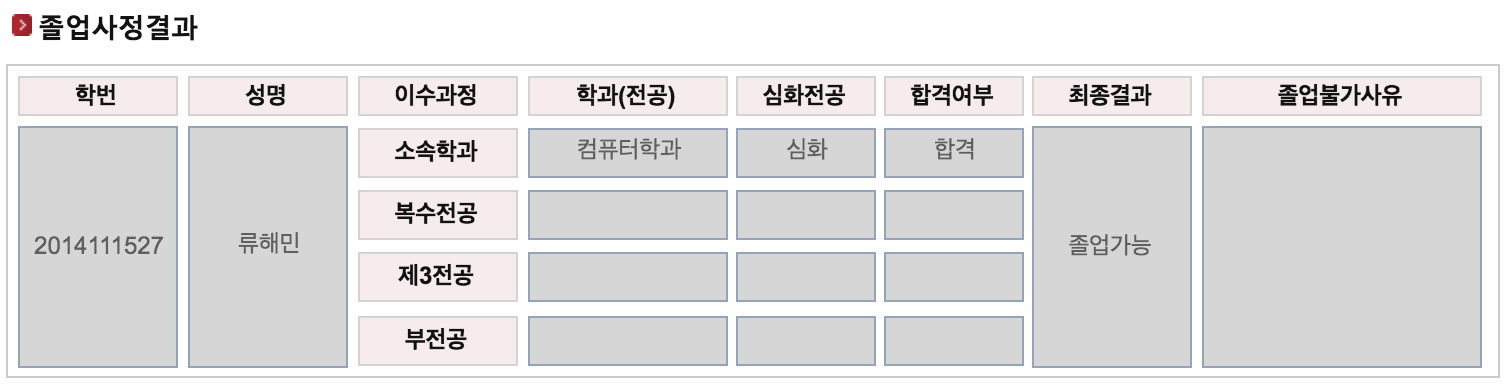 졸업사정결과
학번 성명 이수과정 학과(전공) 심화전공 합격여부 최종결과 졸업불가사유
2014111527 류해민 소속학과 컴퓨터학과 심화 합격 졸업가능
복수전공
제3전공
부전공